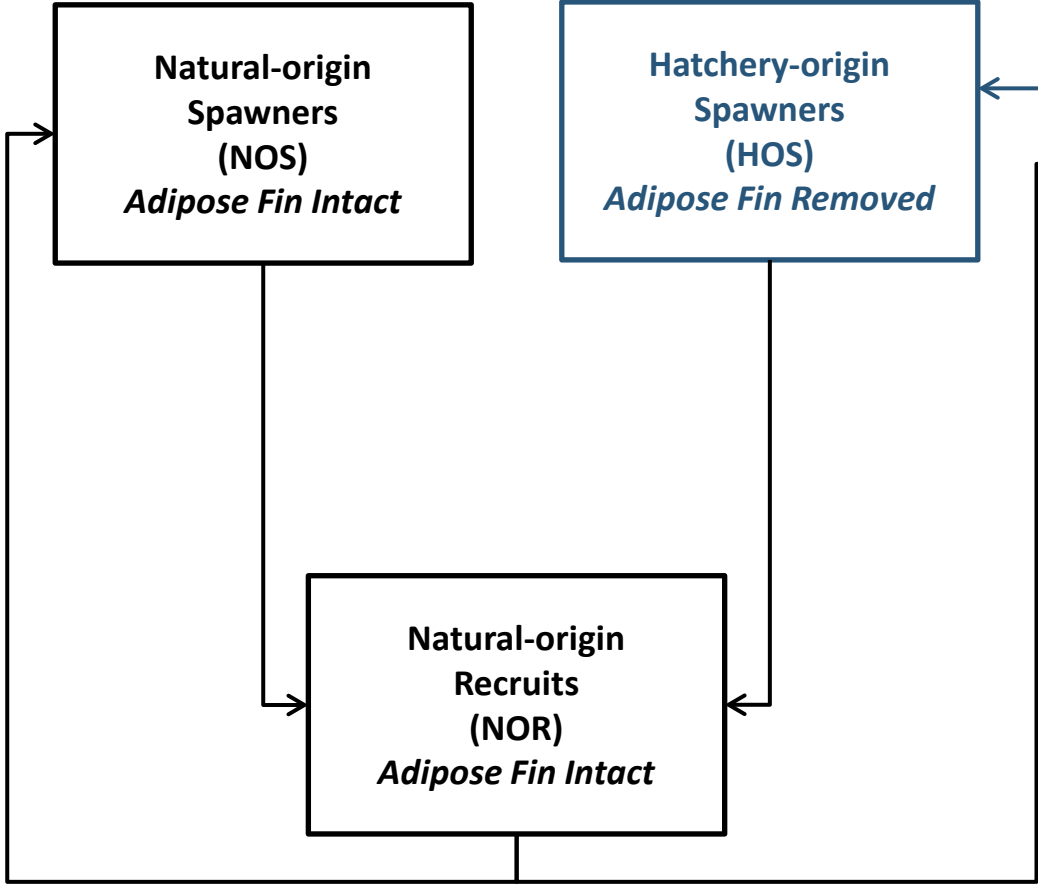 Natural-origin
Spawners
(NOS)
Adipose Fin Intact
Hatchery-origin
Spawners
(HOS)
Adipose Fin Removed
Natural-origin
Recruits
(NOR)
Adipose Fin Intact